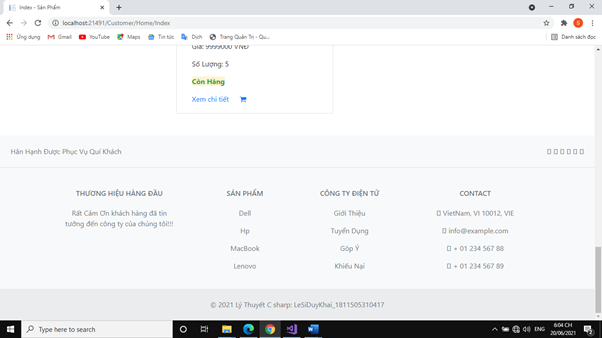 Index - Sản Phẩm
localhost:21491/Customer/Home/Index
Ứng dụng Gmail YouTube Maps Tin tức Dịch Trang Quản Trị - Qu... Danh sách đọc
Giá: 9999000 VNĐ
Số Lượng: 5
Còn Hàng
Xem chi tiết
Hân Hạnh Được Phục Vụ Quí Khách
THƯƠNG HIỆU HÀNG ĐẦU
Rất Cảm Ơn khách hàng đã tin
tưởng đến công ty của chúng tôi!!!
SẢN PHẨM
Dell
Hp
MacBook
Lenovo
CÔNG TY ĐIỆN TỬ
Giới Thiệu
Tuyển Dụng
Góp Ý
Khiếu Nại
CONTACT
VietNam, VI 10012, VIE
info@example.com
+ 01 234 567 88
+ 01 234 567 89
© 2021 Lý Thuyết C sharp: LeSiDuyKhai_1811505310417
Type here to search
ENG
6:04 CH
20/06/2021